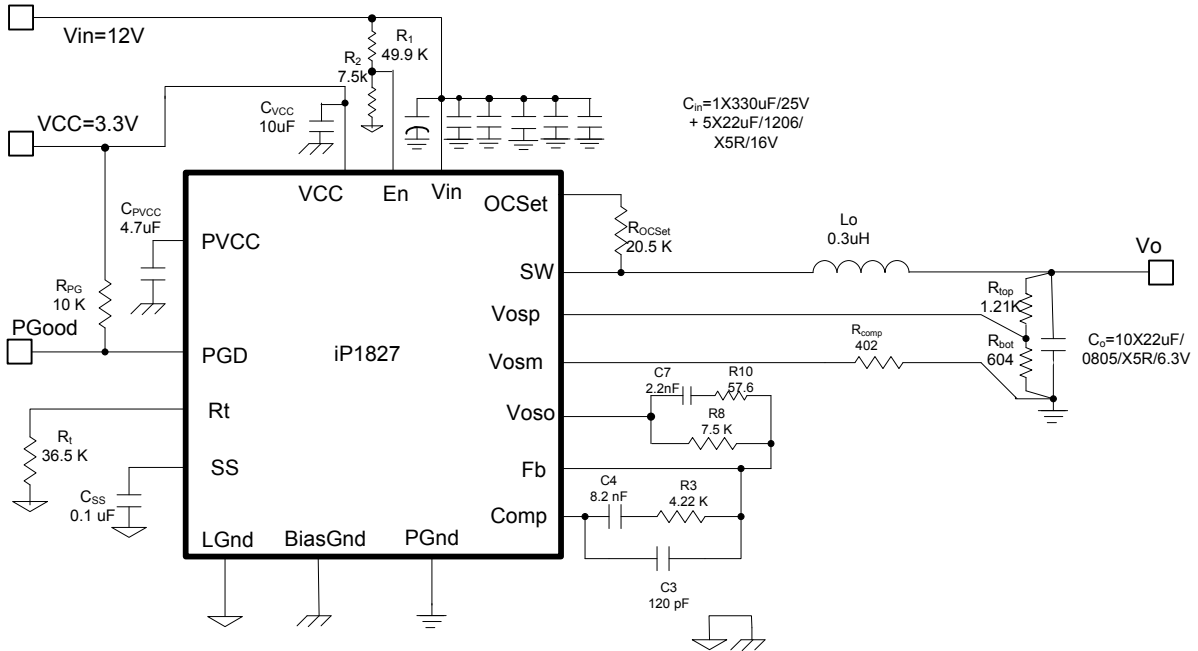 Vin=12V
R1
49.9 K
R2
7.5k
CVCC
10uF
Cin=1X330uF/25V
+ 5X22uF/1206/
X5R/16V
VCC=3.3V
VCC
En
Vin
OCSet
CPVCC
4.7uF
PVCC
ROCSet
20.5 K
Lo
0.3uH
Vo
SW
RPG
10 K
Rtop
1.21K
Vosp
PGood
PGD
iP1827
Vosm
Rcomp
402
Rbot
604
Co=10X22uF/
0805/X5R/6.3V
C7
2.2nF
R10
57.6
Rt
Voso
R8
7.5 K
Rt
36.5 K
SS
Fb
CSS
0.1 uF
C4
8.2 nF
R3
4.22 K
Comp
LGnd
BiasGnd
PGnd
C3
120 pF